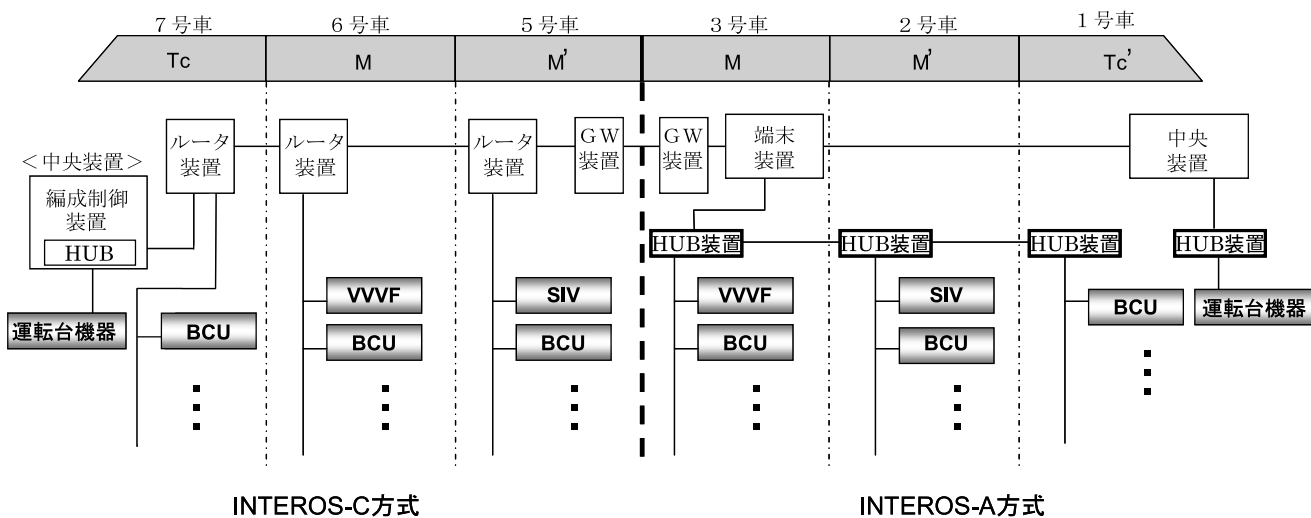 7号車
6号車
5号車
3号車
2号車
1号車
Tc
M
M'
M
M'
Tc'
<中央装置>
編成制御
装置
HUB
ルータ
装置
ルータ
装置
ルータ
装置
GW
装置
GW
装置
端末
装置
中央
装置
HUB装置
HUB装置
HUB装置
HUB装置
運転台機器
BCU
VVVF
BCU
SIV
BCU
VVVF
BCU
SIV
BCU
BCU
運転台機器
INTEROS-C方式
INTEROS-A方式